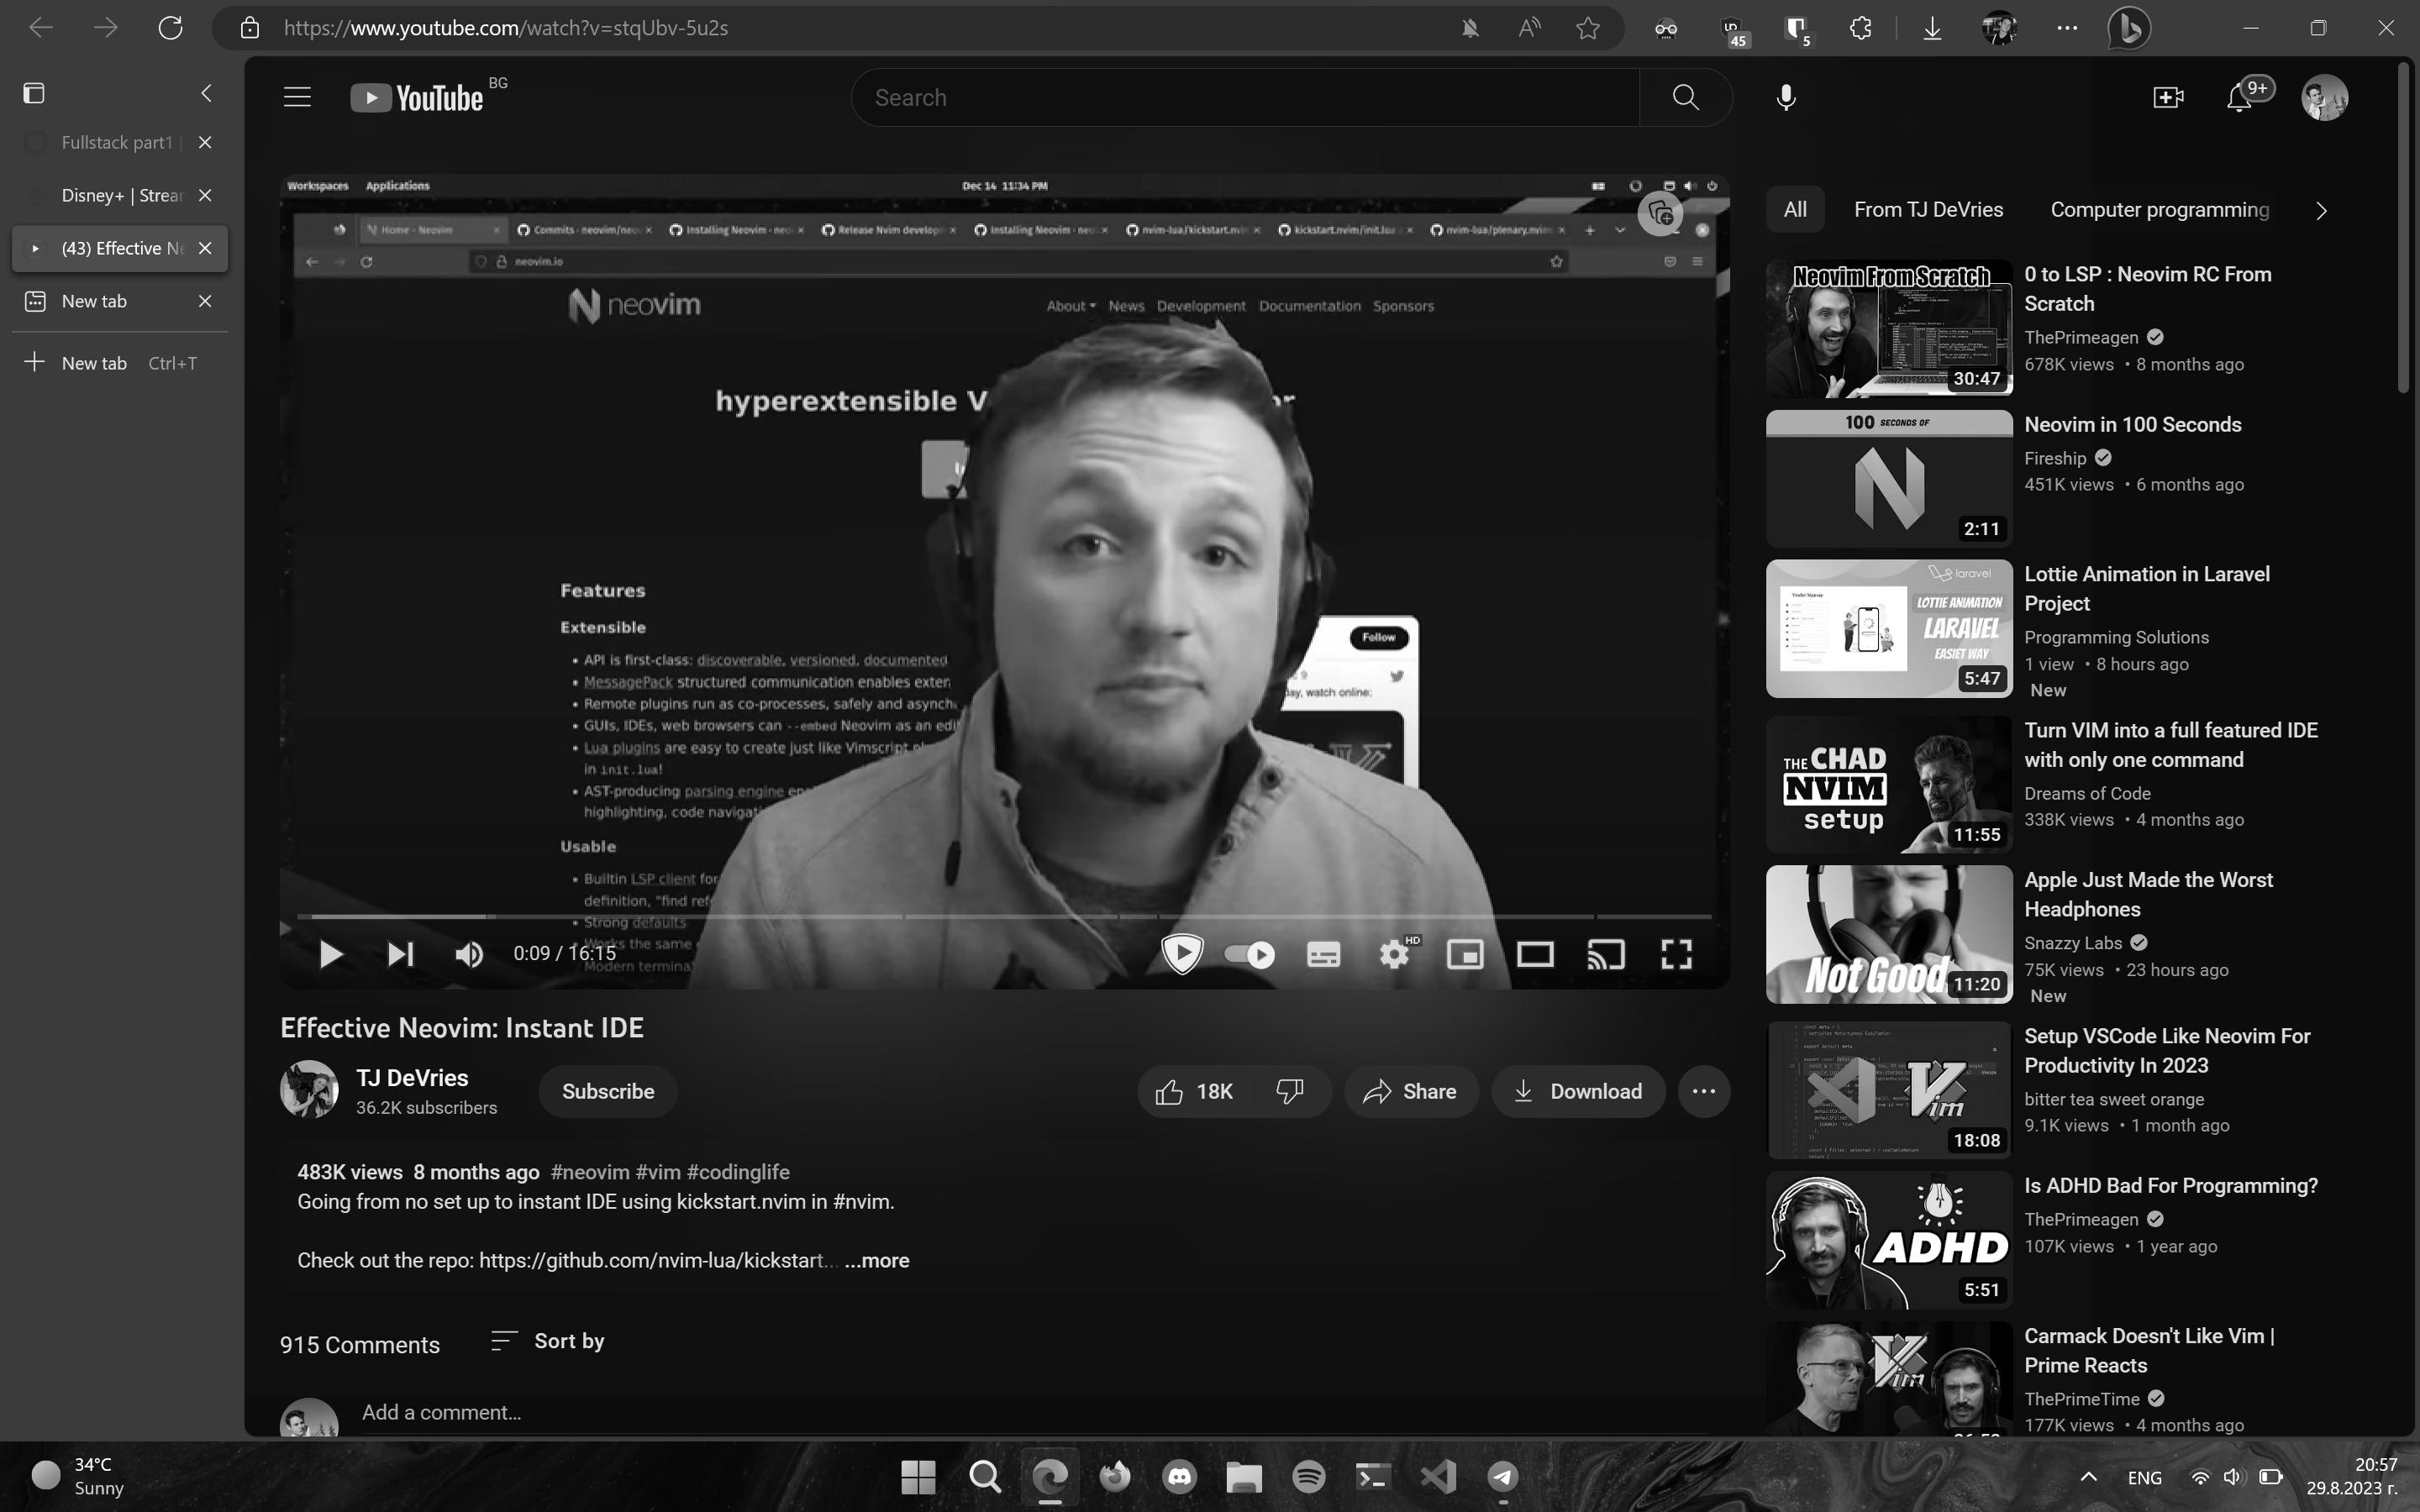 https://www.youtube.com/watch?v=stqUbv-5u2s
45
5
Fullstack part1
Disney+ | Strear
(43) Effective Ne
New tab
New tab Ctrl+T
YouTube BG
Search
9+
Workspaces Applications Dec 14 11:34 PM
Home - Neovim
Commits · neovim/neo
Installing Neovim · neo
Release Nvim develop
Installing Neovim · neo
nvim-lua/kickstart.nvim
kickstart.nvim/init.lua
nvim-lua/plenary.nvim
neovim.io
neovim
About News Development Documentation Sponsors
hyperextensible V or
Features
Extensible
• API is first-class: discoverable, versioned, documented
• MessagePack structured communication enables exter
• Remote plugins run as co-processes, safely and asynch
• GUIs, IDEs, web browsers can --embed Neovim as an edi
• Lua plugins are easy to create just like Vimscript pl
in init.lua!
• AST-producing parsing engine en
highlighting, code navigati
Usable
• Builtin LSP client for
definition, "find ref
• Strong defaults
• Works the same
Modern termina
Follow
day, watch online:
0:09 / 16:15
HD
Effective Neovim: Instant IDE
TJ DeVries
36.2K subscribers
Subscribe
18K
Share
Download
483K views 8 months ago #neovim #vim #codinglife
Going from no set up to instant IDE using kickstart.nvim in #nvim.
Check out the repo: https://github.com/nvim-lua/kickstart... ...more
915 Comments
Sort by
Add a comment...
All From TJ DeVries Computer programming
Neovim From Scratch
30:47
0 to LSP : Neovim RC From
Scratch
ThePrimeagen
678K views • 8 months ago
100 SECONDS OF
2:11
Neovim in 100 Seconds
Fireship
451K views • 6 months ago
laravel
LOTTIE ANIMATION
LARAVEL
EASIET WAY
5:47
Lottie Animation in Laravel
Project
Programming Solutions
1 view • 8 hours ago
New
THE CHAD
NVIM
setup
11:55
Turn VIM into a full featured IDE
with only one command
Dreams of Code
338K views • 4 months ago
Not Good
11:20
Apple Just Made the Worst
Headphones
Snazzy Labs
75K views • 23 hours ago
New
Vim
18:08
Setup VSCode Like Neovim For
Productivity In 2023
bitter tea sweet orange
9.1K views • 1 month ago
ADHD
5:51
Is ADHD Bad For Programming?
ThePrimeagen
107K views • 1 year ago
Vim
Carmack Doesn't Like Vim |
Prime Reacts
ThePrimeTime
177K views • 4 months ago
34°C
Sunny
ENG
20:57
29.8.2023 г.